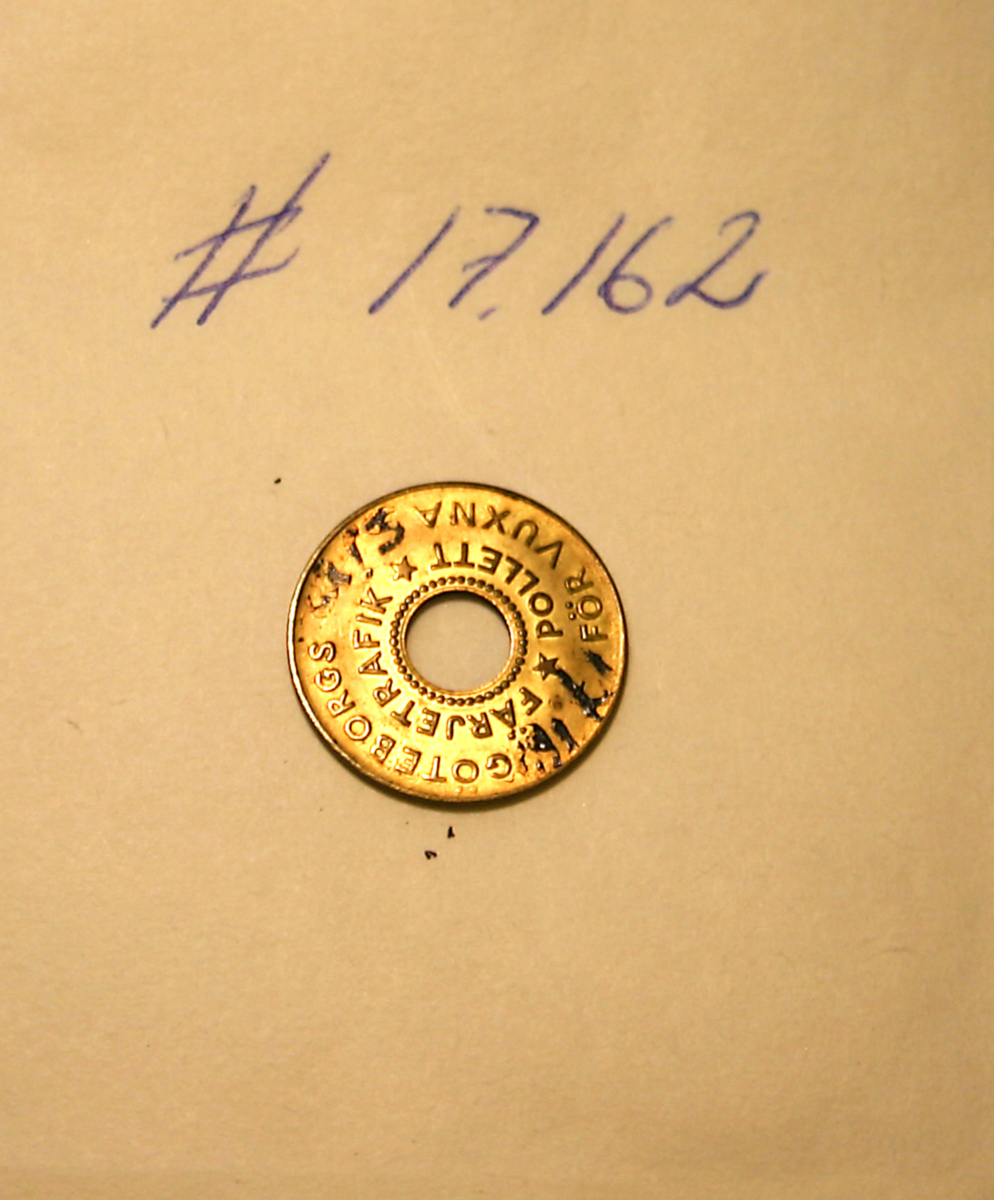 # 17.162
GÖTEBORGS A/B
FÄRJETRAFIK ★ POLLETT ★
FÖR VUXNA